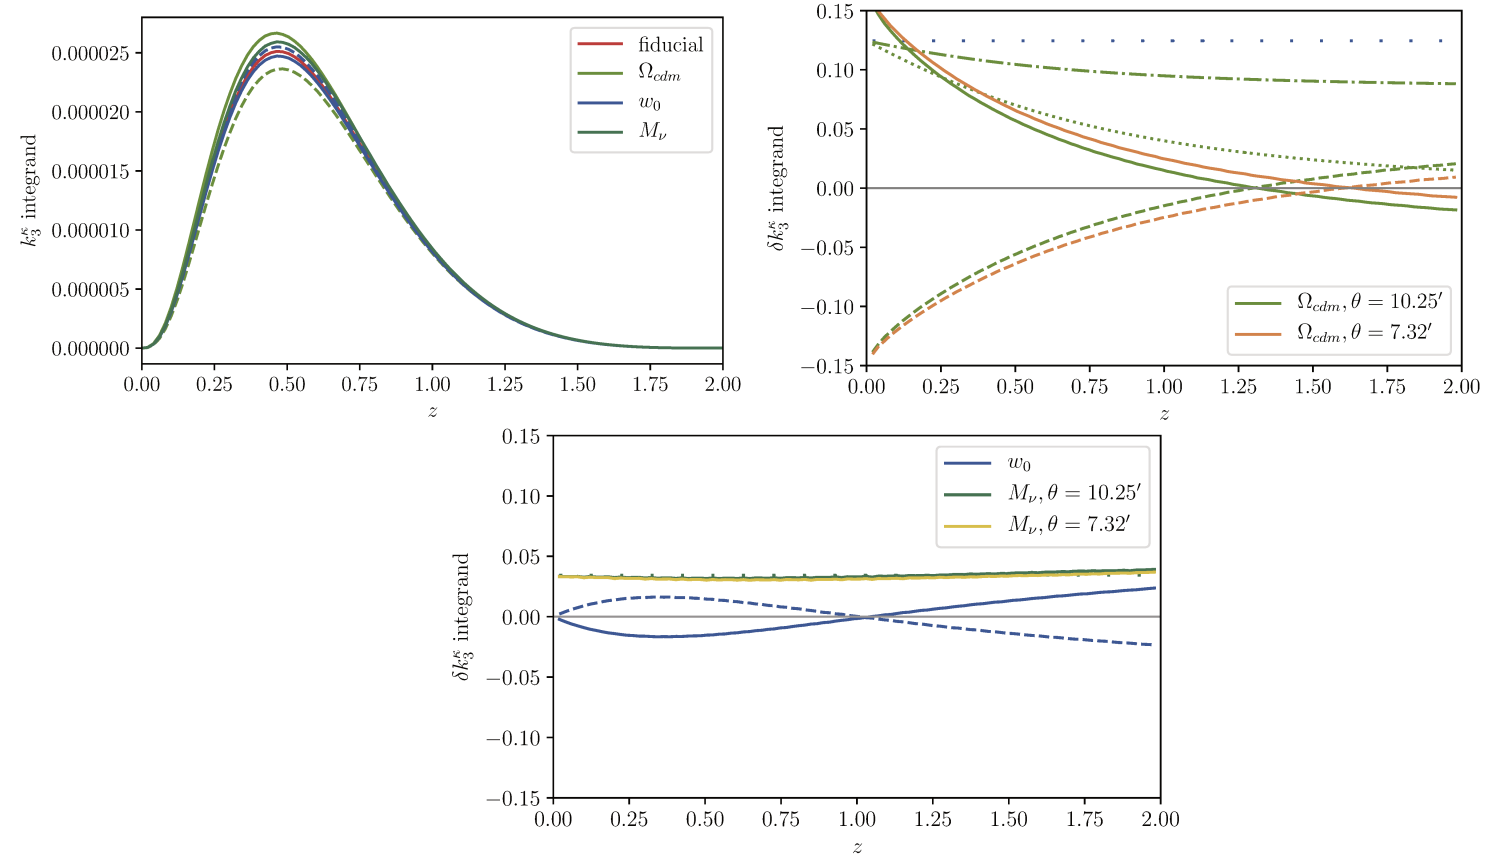 0.000025
0.000020
0.000015
0.000010
0.000005
0.000000
k₃^κ integrand
0.00 0.25 0.50 0.75 1.00 1.25 1.50 1.75 2.00
z
fiducial
Ω_cdm
w₀
M_ν
0.15
0.10
0.05
0.00
−0.05
−0.10
−0.15
δk₃^κ integrand
0.00 0.25 0.50 0.75 1.00 1.25 1.50 1.75 2.00
z
Ω_cdm, θ = 10.25′
Ω_cdm, θ = 7.32′
0.15
0.10
0.05
0.00
−0.05
−0.10
−0.15
δk₃^κ integrand
0.00 0.25 0.50 0.75 1.00 1.25 1.50 1.75 2.00
z
w₀
M_ν, θ = 10.25′
M_ν, θ = 7.32′